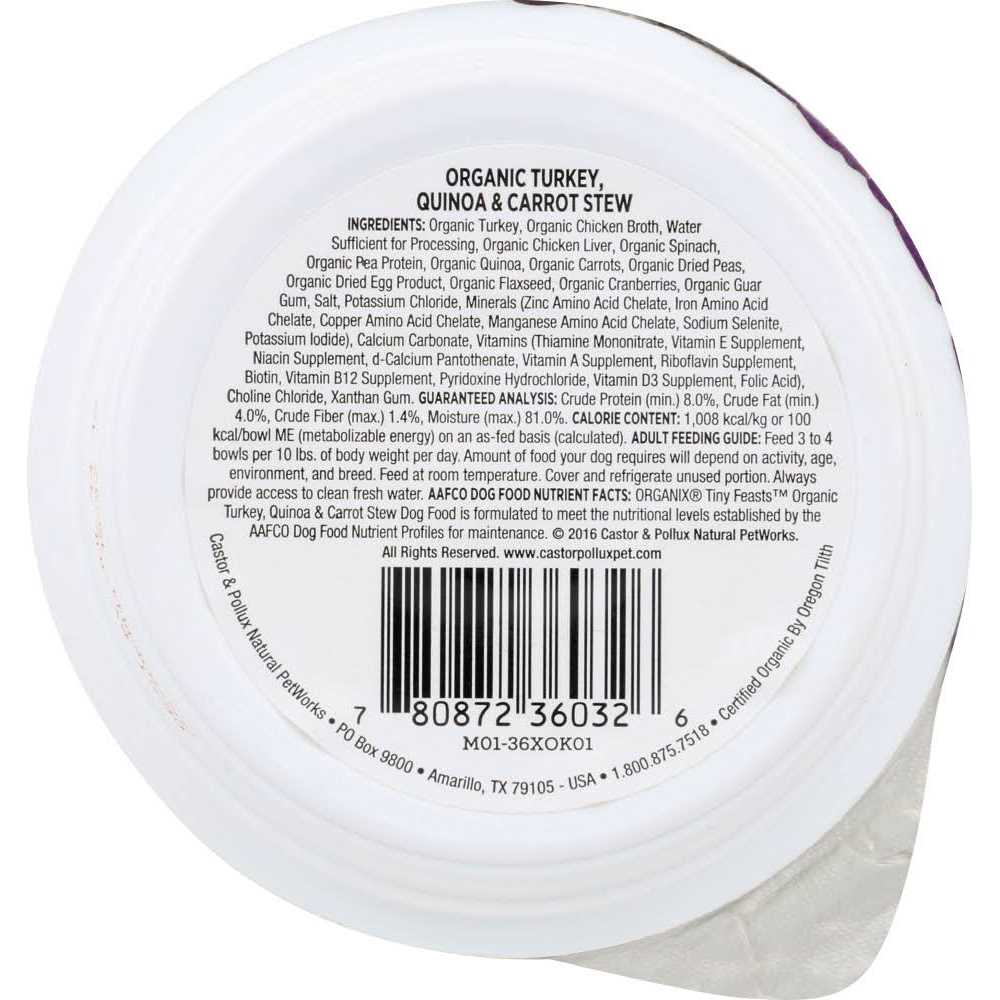 ORGANIC TURKEY,
QUINOA & CARROT STEW
INGREDIENTS: Organic Turkey, Organic Chicken Broth, Water
Sufficient for Processing, Organic Chicken Liver, Organic Spinach,
Organic Pea Protein, Organic Quinoa, Organic Carrots, Organic Dried Peas,
Organic Dried Egg Product, Organic Flaxseed, Organic Cranberries, Organic Guar
Gum, Salt, Potassium Chloride, Minerals (Zinc Amino Acid Chelate, Iron Amino Acid
Chelate, Copper Amino Acid Chelate, Manganese Amino Acid Chelate, Sodium Selenite,
Potassium Iodide), Calcium Carbonate, Vitamins (Thiamine Mononitrate, Vitamin E Supplement,
Niacin Supplement, d-Calcium Pantothenate, Vitamin A Supplement, Riboflavin Supplement,
Biotin, Vitamin B12 Supplement, Pyridoxine Hydrochloride, Vitamin D3 Supplement, Folic Acid),
Choline Chloride, Xanthan Gum. GUARANTEED ANALYSIS: Crude Protein (min.) 8.0%, Crude Fat (min.)
4.0%, Crude Fiber (max.) 1.4%, Moisture (max.) 81.0%. CALORIE CONTENT: 1,008 kcal/kg or 100
kcal/bowl ME (metabolizable energy) on an as-fed basis (calculated). ADULT FEEDING GUIDE: Feed 3 to 4
bowls per 10 lbs. of body weight per day. Amount of food your dog requires will depend on activity, age,
environment, and breed. Feed at room temperature. Cover and refrigerate unused portion. Always
provide access to clean fresh water. AAFCO DOG FOOD NUTRIENT FACTS: ORGANIX® Tiny Feasts™ Organic
Turkey, Quinoa & Carrot Stew Dog Food is formulated to meet the nutritional levels established by the
AAFCO Dog Food Nutrient Profiles for maintenance. © 2016 Castor & Pollux Natural PetWorks.
All Rights Reserved. www.castorpolluxpet.com
7 80872 36032 6
M01-36XOK01
Castor & Pollux Natural PetWorks • PO Box 9800 • Amarillo, TX 79105 - USA • 1.800.875.7518 • Certified Organic By Oregon Tilth